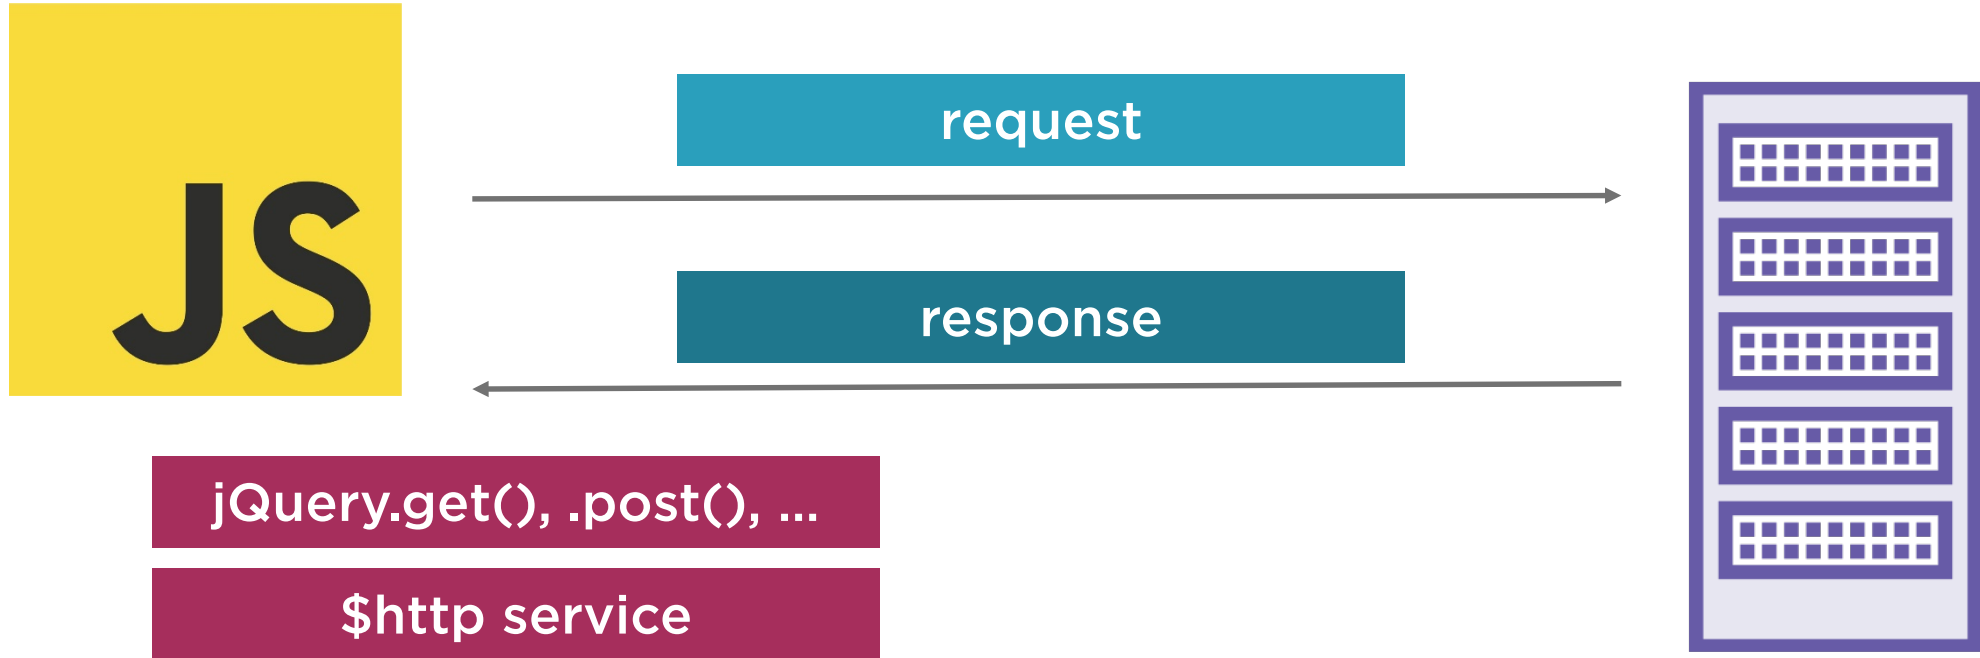 JS
request
response
jQuery.get(), .post(), ...
$http service